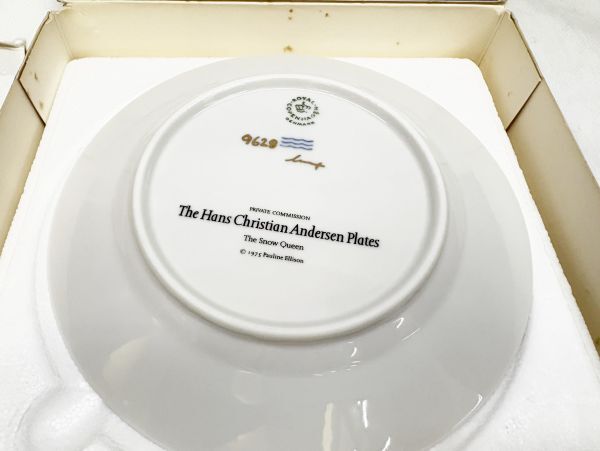 ROYAL
COPENHAGEN
DENMARK
9628
PRIVATE COMMISSION
The Hans Christian Andersen Plates
The Snow Queen
© 1975 Pauline Ellison